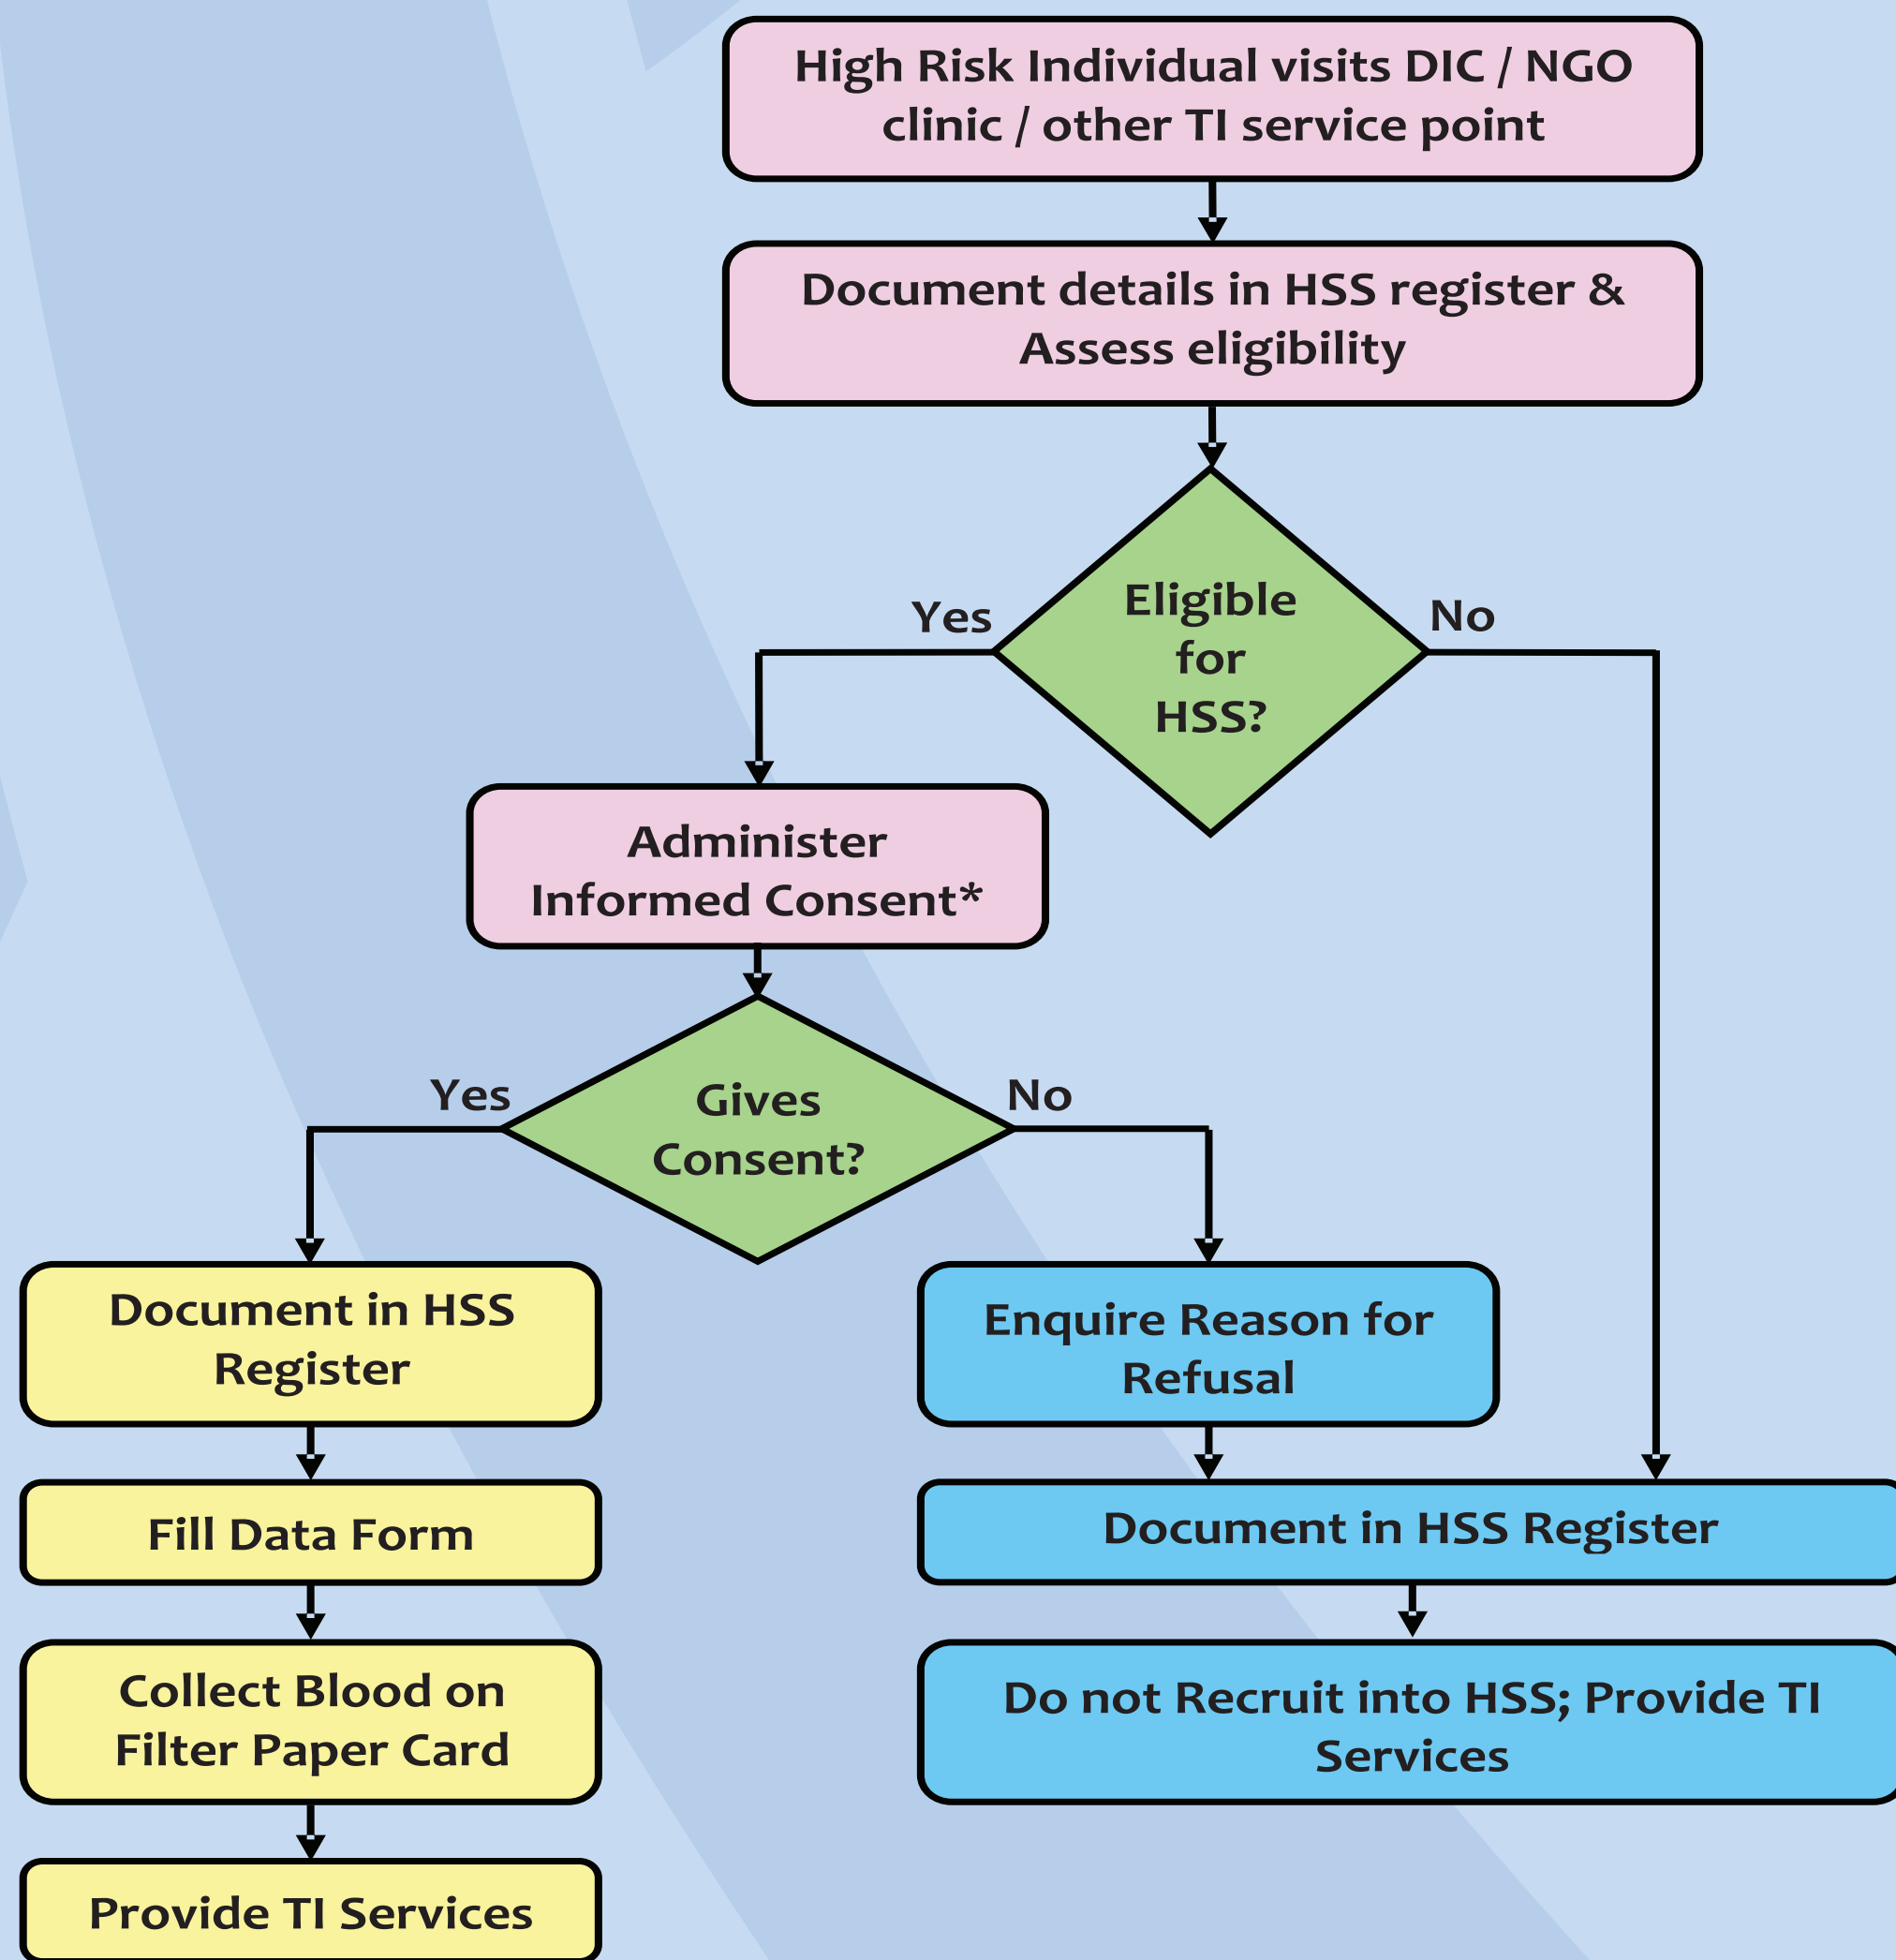 High Risk Individual visits DIC / NGO
clinic / other TI service point
Document details in HSS register &
Assess eligibility
Eligible
for
HSS?
Yes
No
Administer
Informed Consent*
Gives
Consent?
Yes
No
Document in HSS
Register
Fill Data Form
Collect Blood on
Filter Paper Card
Provide TI Services
Enquire Reason for
Refusal
Document in HSS Register
Do not Recruit into HSS; Provide TI
Services